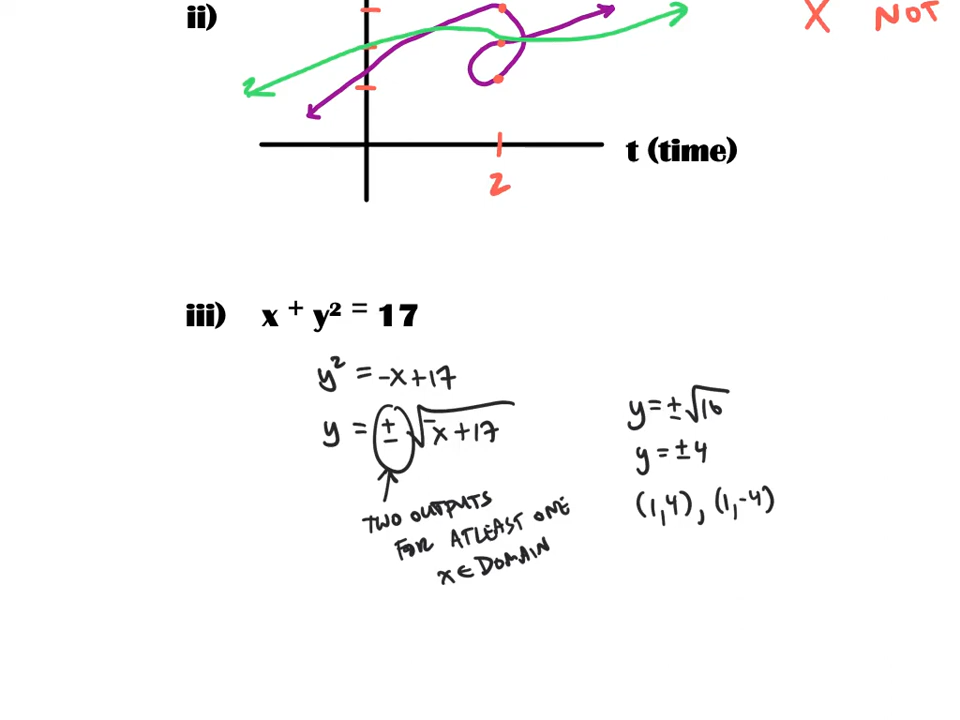 ii)
X NOT
t (time)
2
iii) x + y² = 17
y² = -x+17
y = ± √-x+17
TWO OUTPUTS
FOR ATLEAST ONE
x ∈ DOMAIN
y = ± √16
y = ± 4
(1,4), (1,-4)